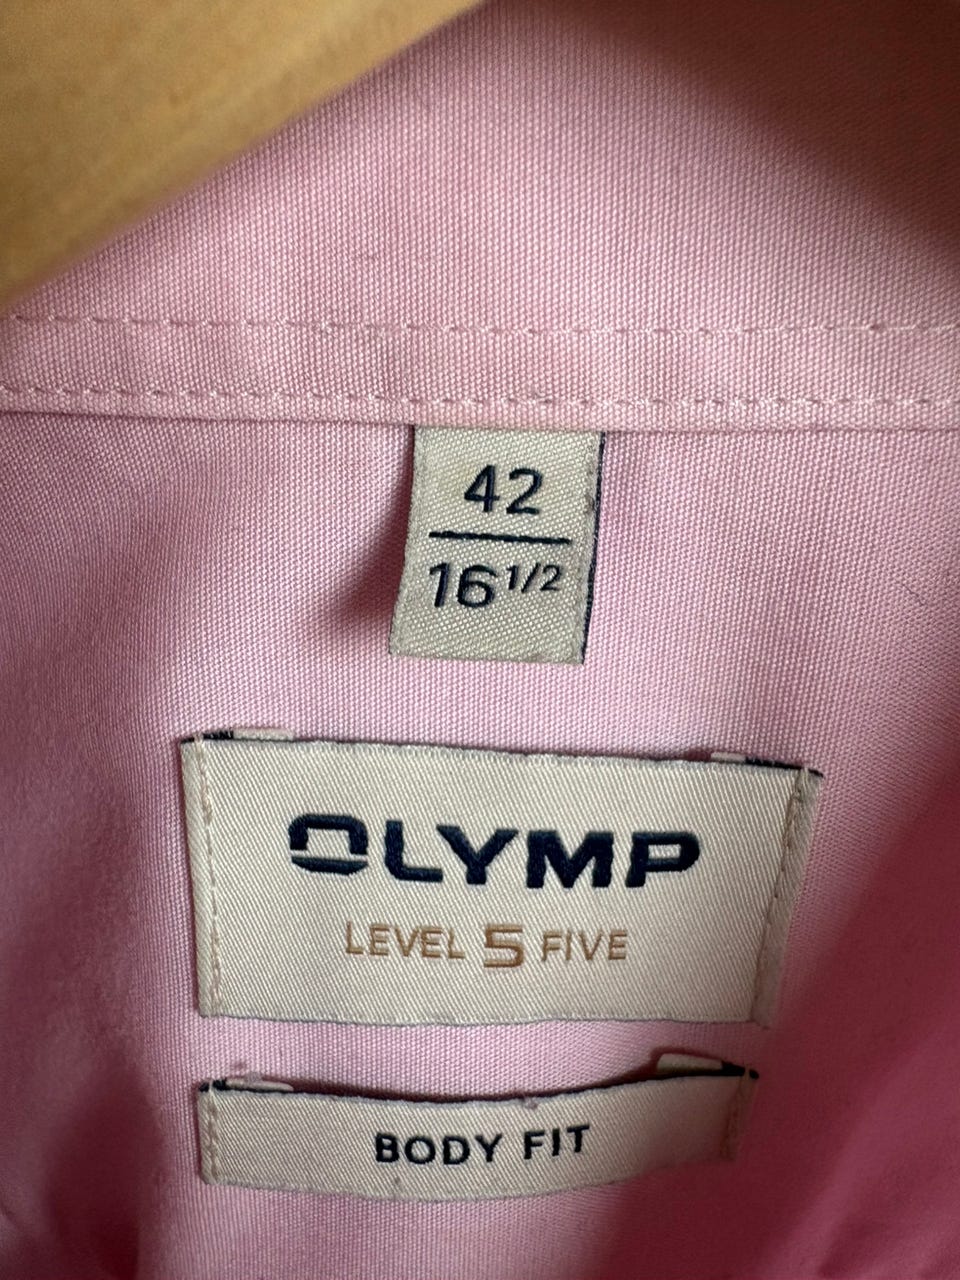 42
16 1/2
OLYMP
LEVEL 5 FIVE
BODY FIT